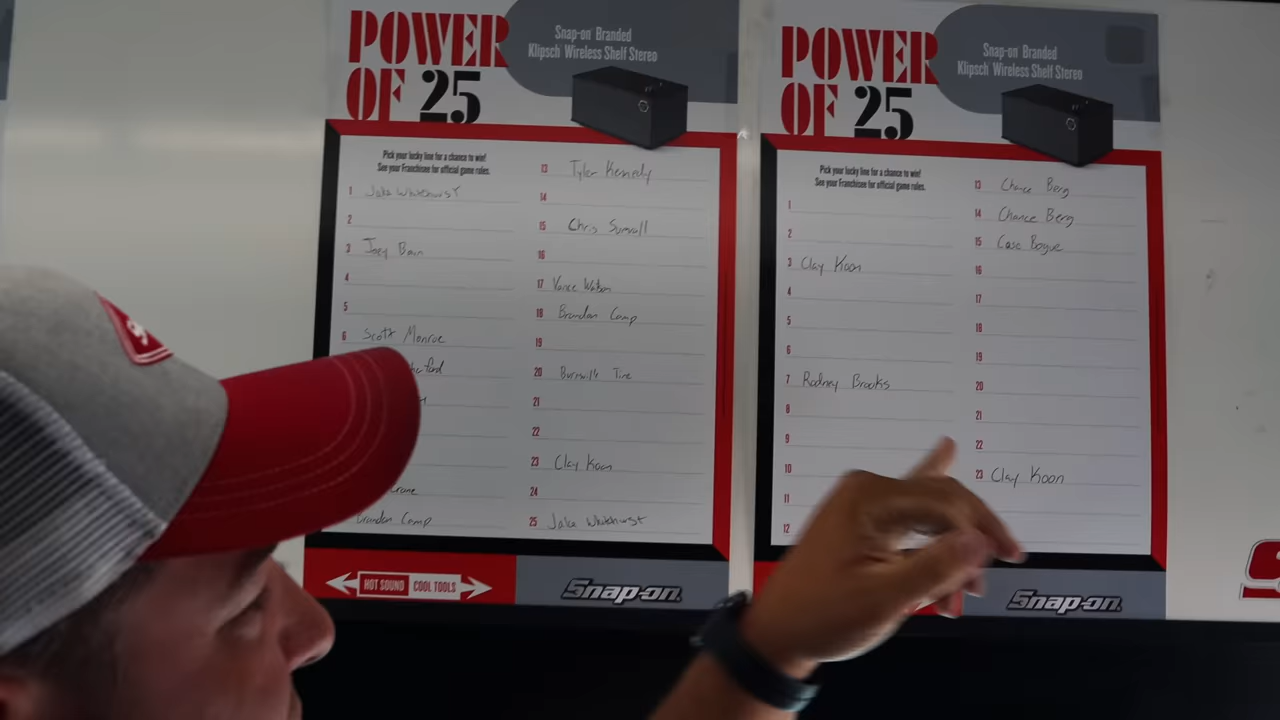 POWER
OF 25
Snap-on Branded
Klipsch Wireless Shelf Stereo
Pick your lucky line for a chance to win!
See your Franchisee for official game rules.
1 Jake Whitehurst
2
3 Joey Bain
4
5
6 Scott Monroe
Crane
Brandon Camp
13 Tyler Kennedy
14
15 Chris Sumrall
16
17 Vance Watson
18 Brandon Camp
19
20 Burwell's Tire
21
22
23 Clay Koon
24
25 Jake Whitehurst
HOT SOUND COOL TOOLS
Snap-on
POWER
OF 25
Snap-on Branded
Klipsch Wireless Shelf Stereo
Pick your lucky line for a chance to win!
See your Franchisee for official game rules.
1
2
3 Clay Koon
4
5
6
7 Rodney Brooks
8
9
10
11
12
13 Chance Berg
14 Chance Berg
15 Case Bogue
16
17
18
19
20
21
22
23 Clay Koon
Snap-on